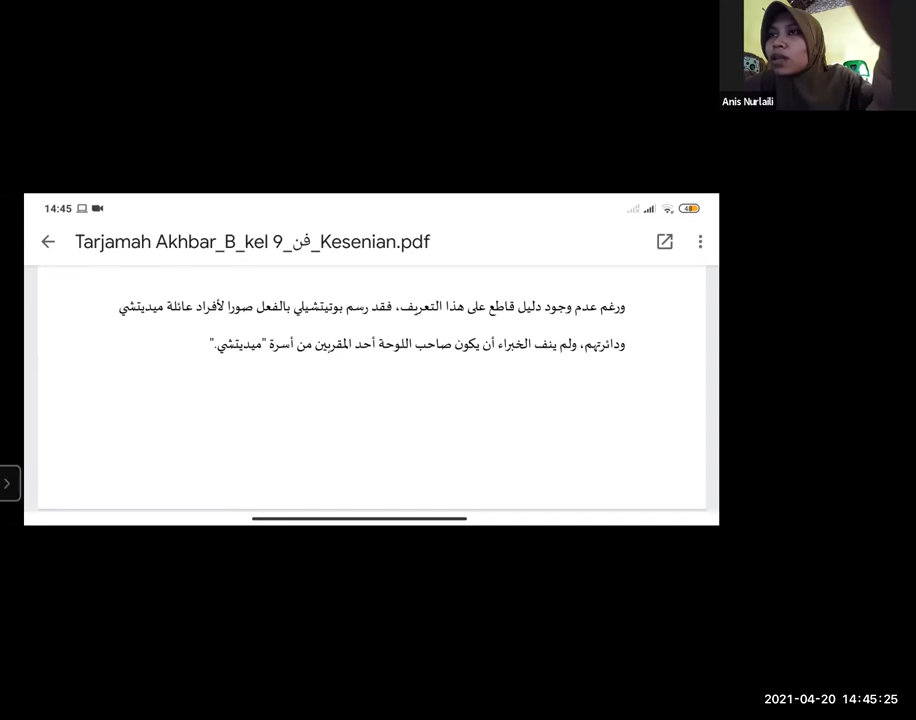 Anis Nurlaili
14:45
48
Tarjamah Akhbar_B_kel 9_فن_Kesenian.pdf
ورغم عدم وجود دليل قاطع على هذا التعريف، فقد رسم بوتيتشيلي بالفعل صورا لأفراد عائلة ميديتشي
ودائرتهم، ولم ينف الخبراء أن يكون صاحب اللوحة أحد المقربين من أسرة "ميديتشي."
2021-04-20 14:45:25